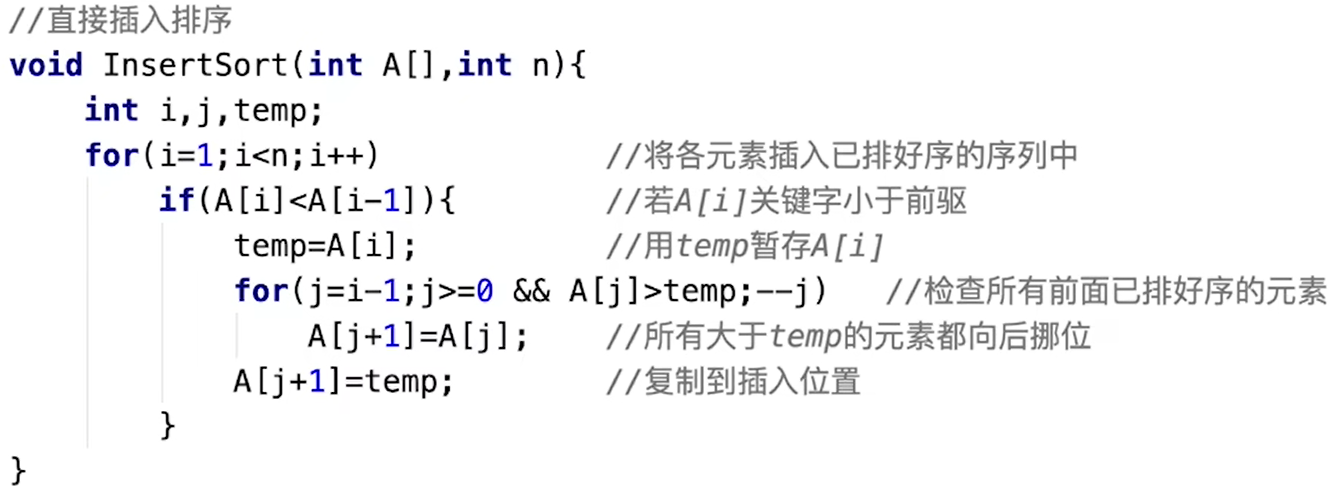 //直接插入排序
void InsertSort(int A[],int n){
    int i,j,temp;
    for(i=1;i<n;i++)            //将各元素插入已排好序的序列中
        if(A[i]<A[i-1]){        //若A[i]关键字小于前驱
            temp=A[i];          //用temp暂存A[i]
            for(j=i-1;j>=0 && A[j]>temp;--j)   //检查所有前面已排好序的元素
                A[j+1]=A[j];    //所有大于temp的元素都向后挪位
            A[j+1]=temp;        //复制到插入位置
        }
}